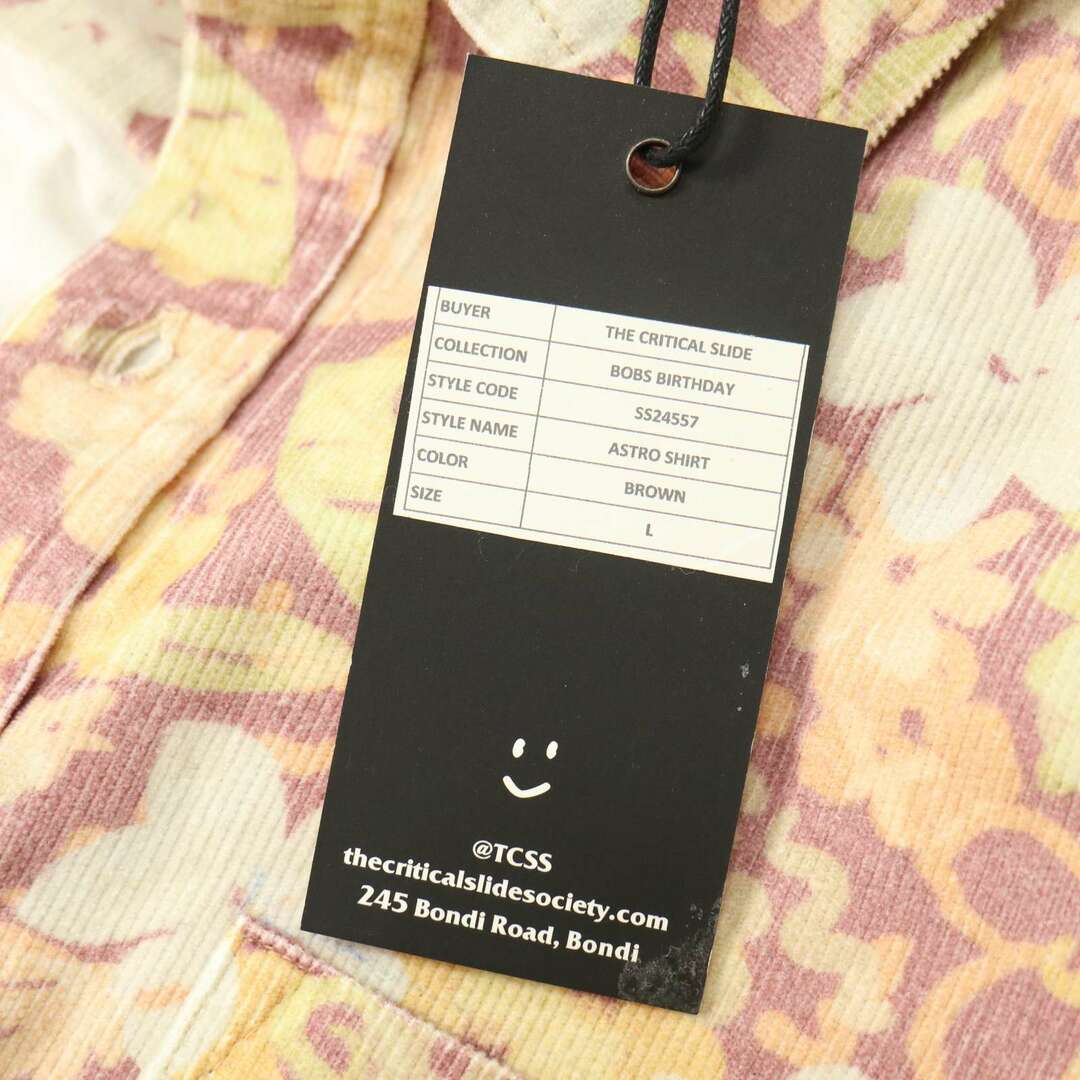 BUYER THE CRITICAL SLIDE
COLLECTION BOBS BIRTHDAY
STYLE CODE SS24557
STYLE NAME ASTRO SHIRT
COLOR BROWN
SIZE L
@TCSS
thecriticalslidesociety.com
245 Bondi Road, Bondi